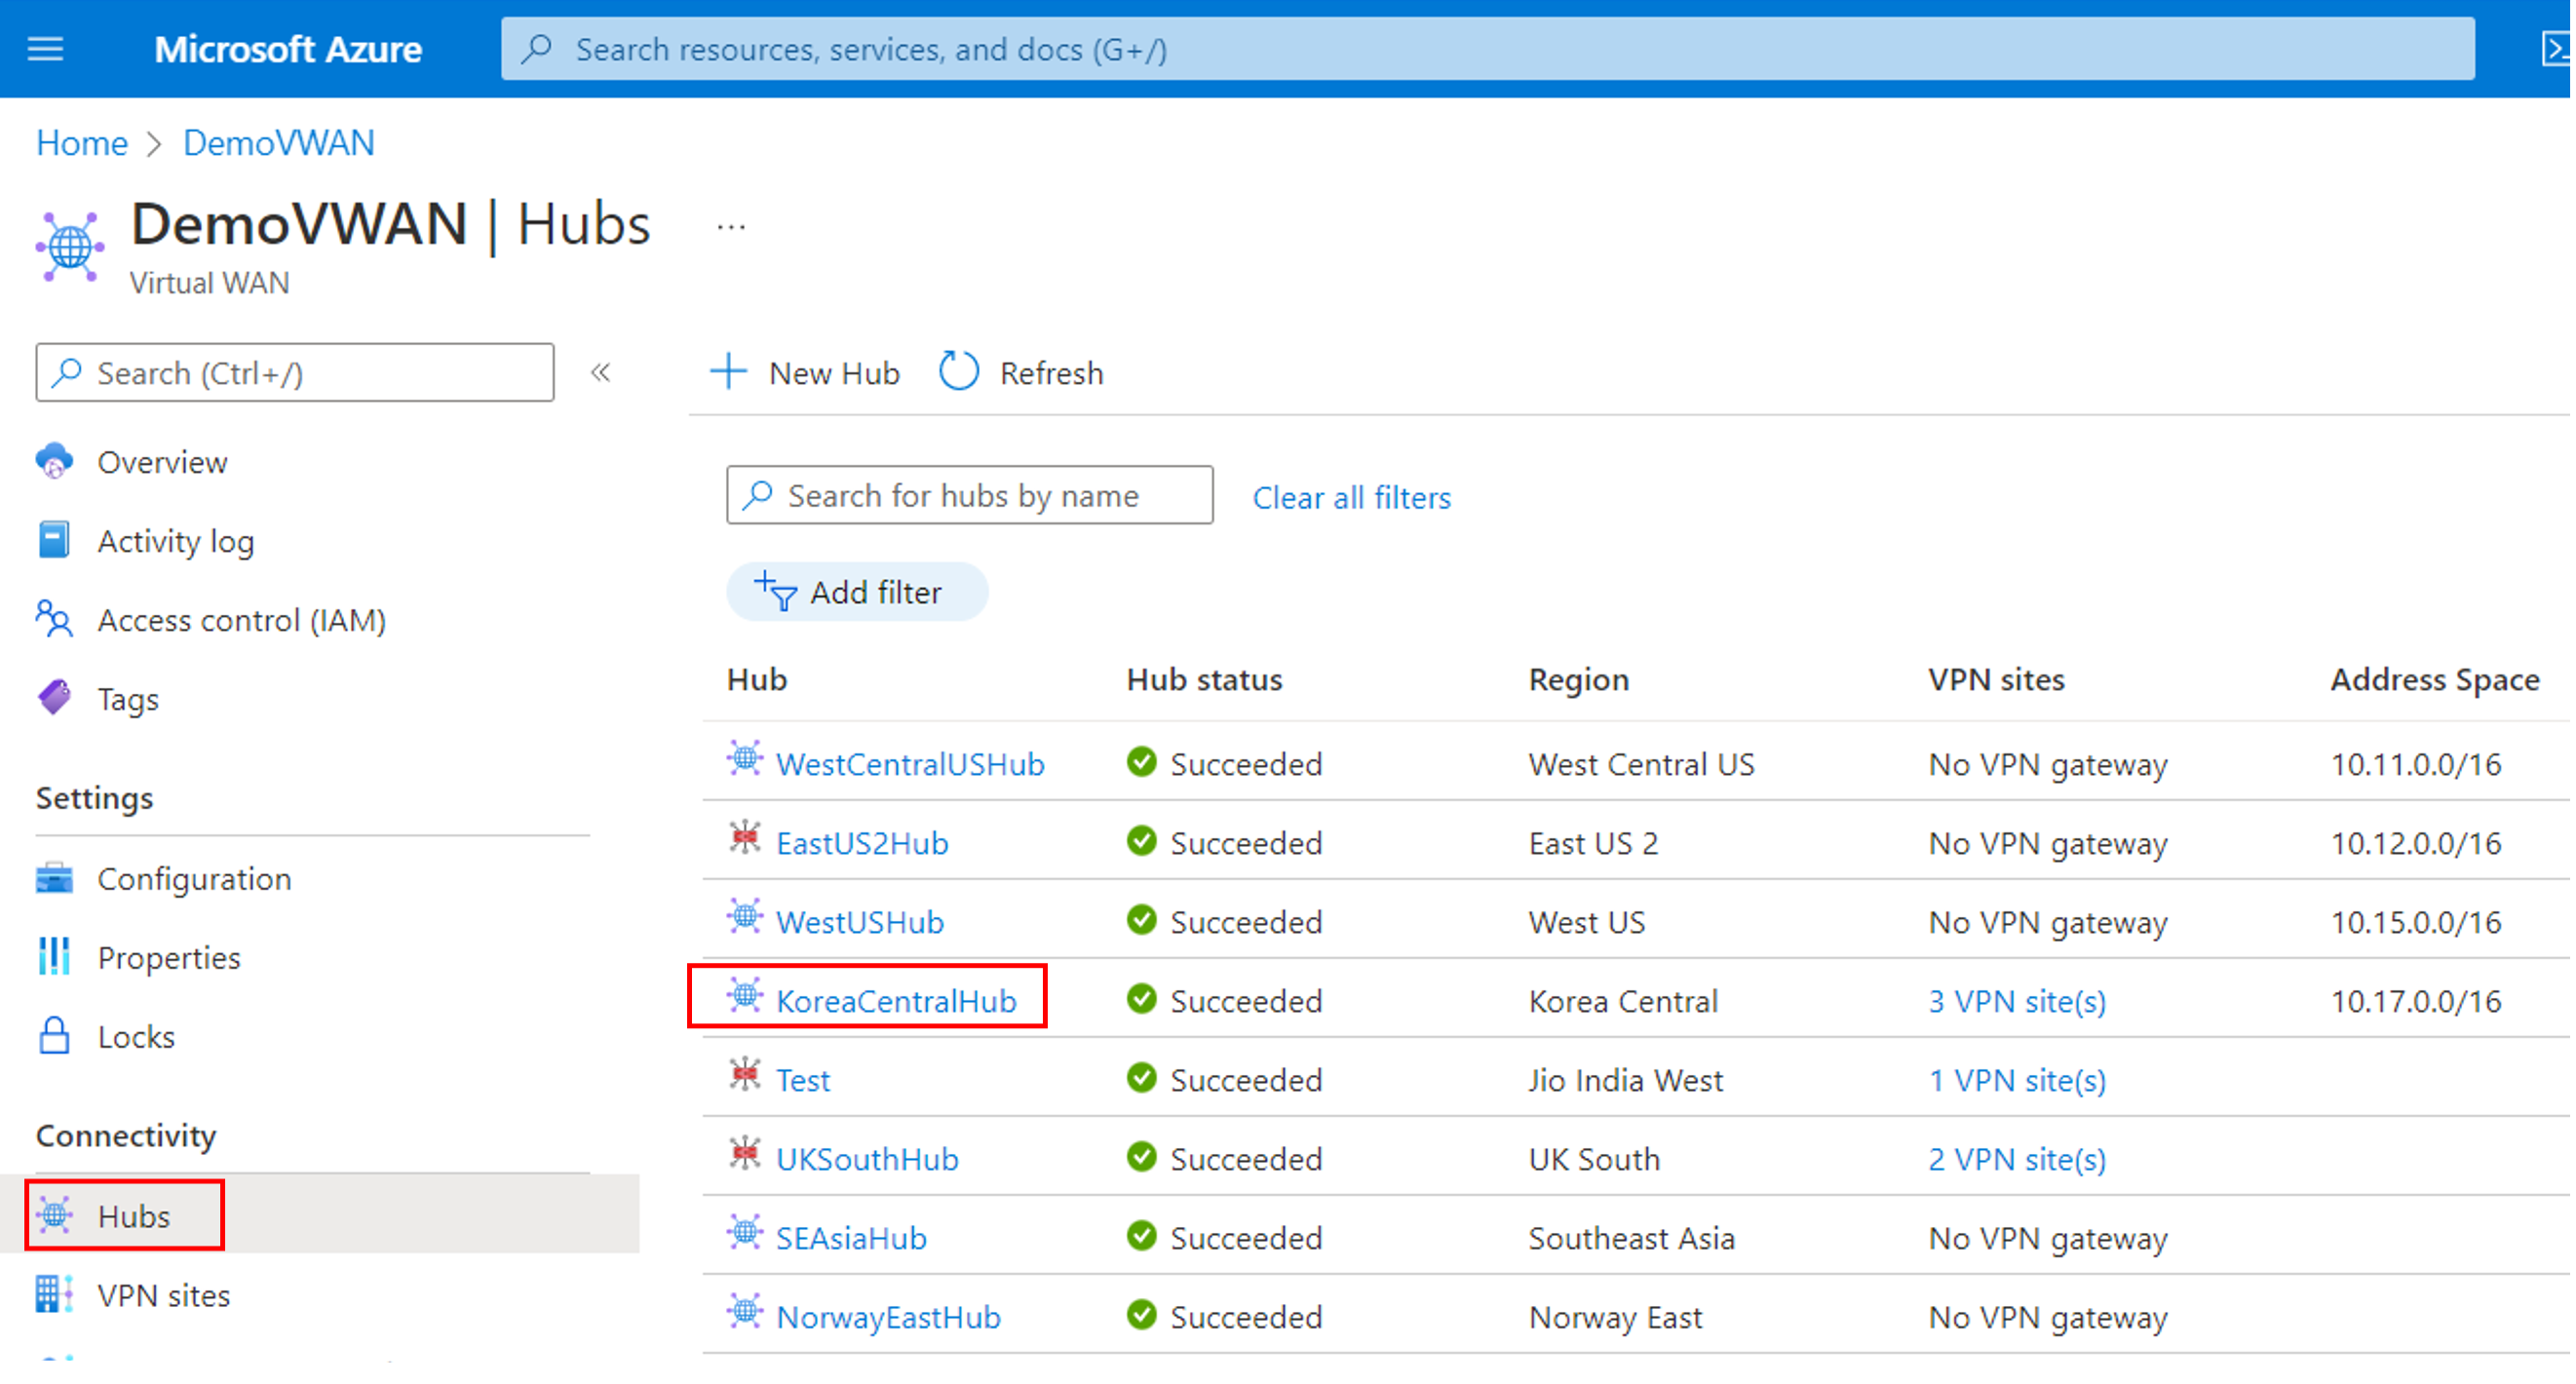 Microsoft Azure
Search resources, services, and docs (G+/)
Home > DemoVWAN
DemoVWAN | Hubs ...
Virtual WAN
Search (Ctrl+/)
«
Overview
Activity log
Access control (IAM)
Tags
Settings
Configuration
Properties
Locks
Connectivity
Hubs
VPN sites
New Hub Refresh
Search for hubs by name Clear all filters
Add filter
Hub Hub status Region VPN sites Address Space
WestCentralUSHub Succeeded West Central US No VPN gateway 10.11.0.0/16
EastUS2Hub Succeeded East US 2 No VPN gateway 10.12.0.0/16
WestUSHub Succeeded West US No VPN gateway 10.15.0.0/16
KoreaCentralHub Succeeded Korea Central 3 VPN site(s) 10.17.0.0/16
Test Succeeded Jio India West 1 VPN site(s)
UKSouthHub Succeeded UK South 2 VPN site(s)
SEAsiaHub Succeeded Southeast Asia No VPN gateway
NorwayEastHub Succeeded Norway East No VPN gateway